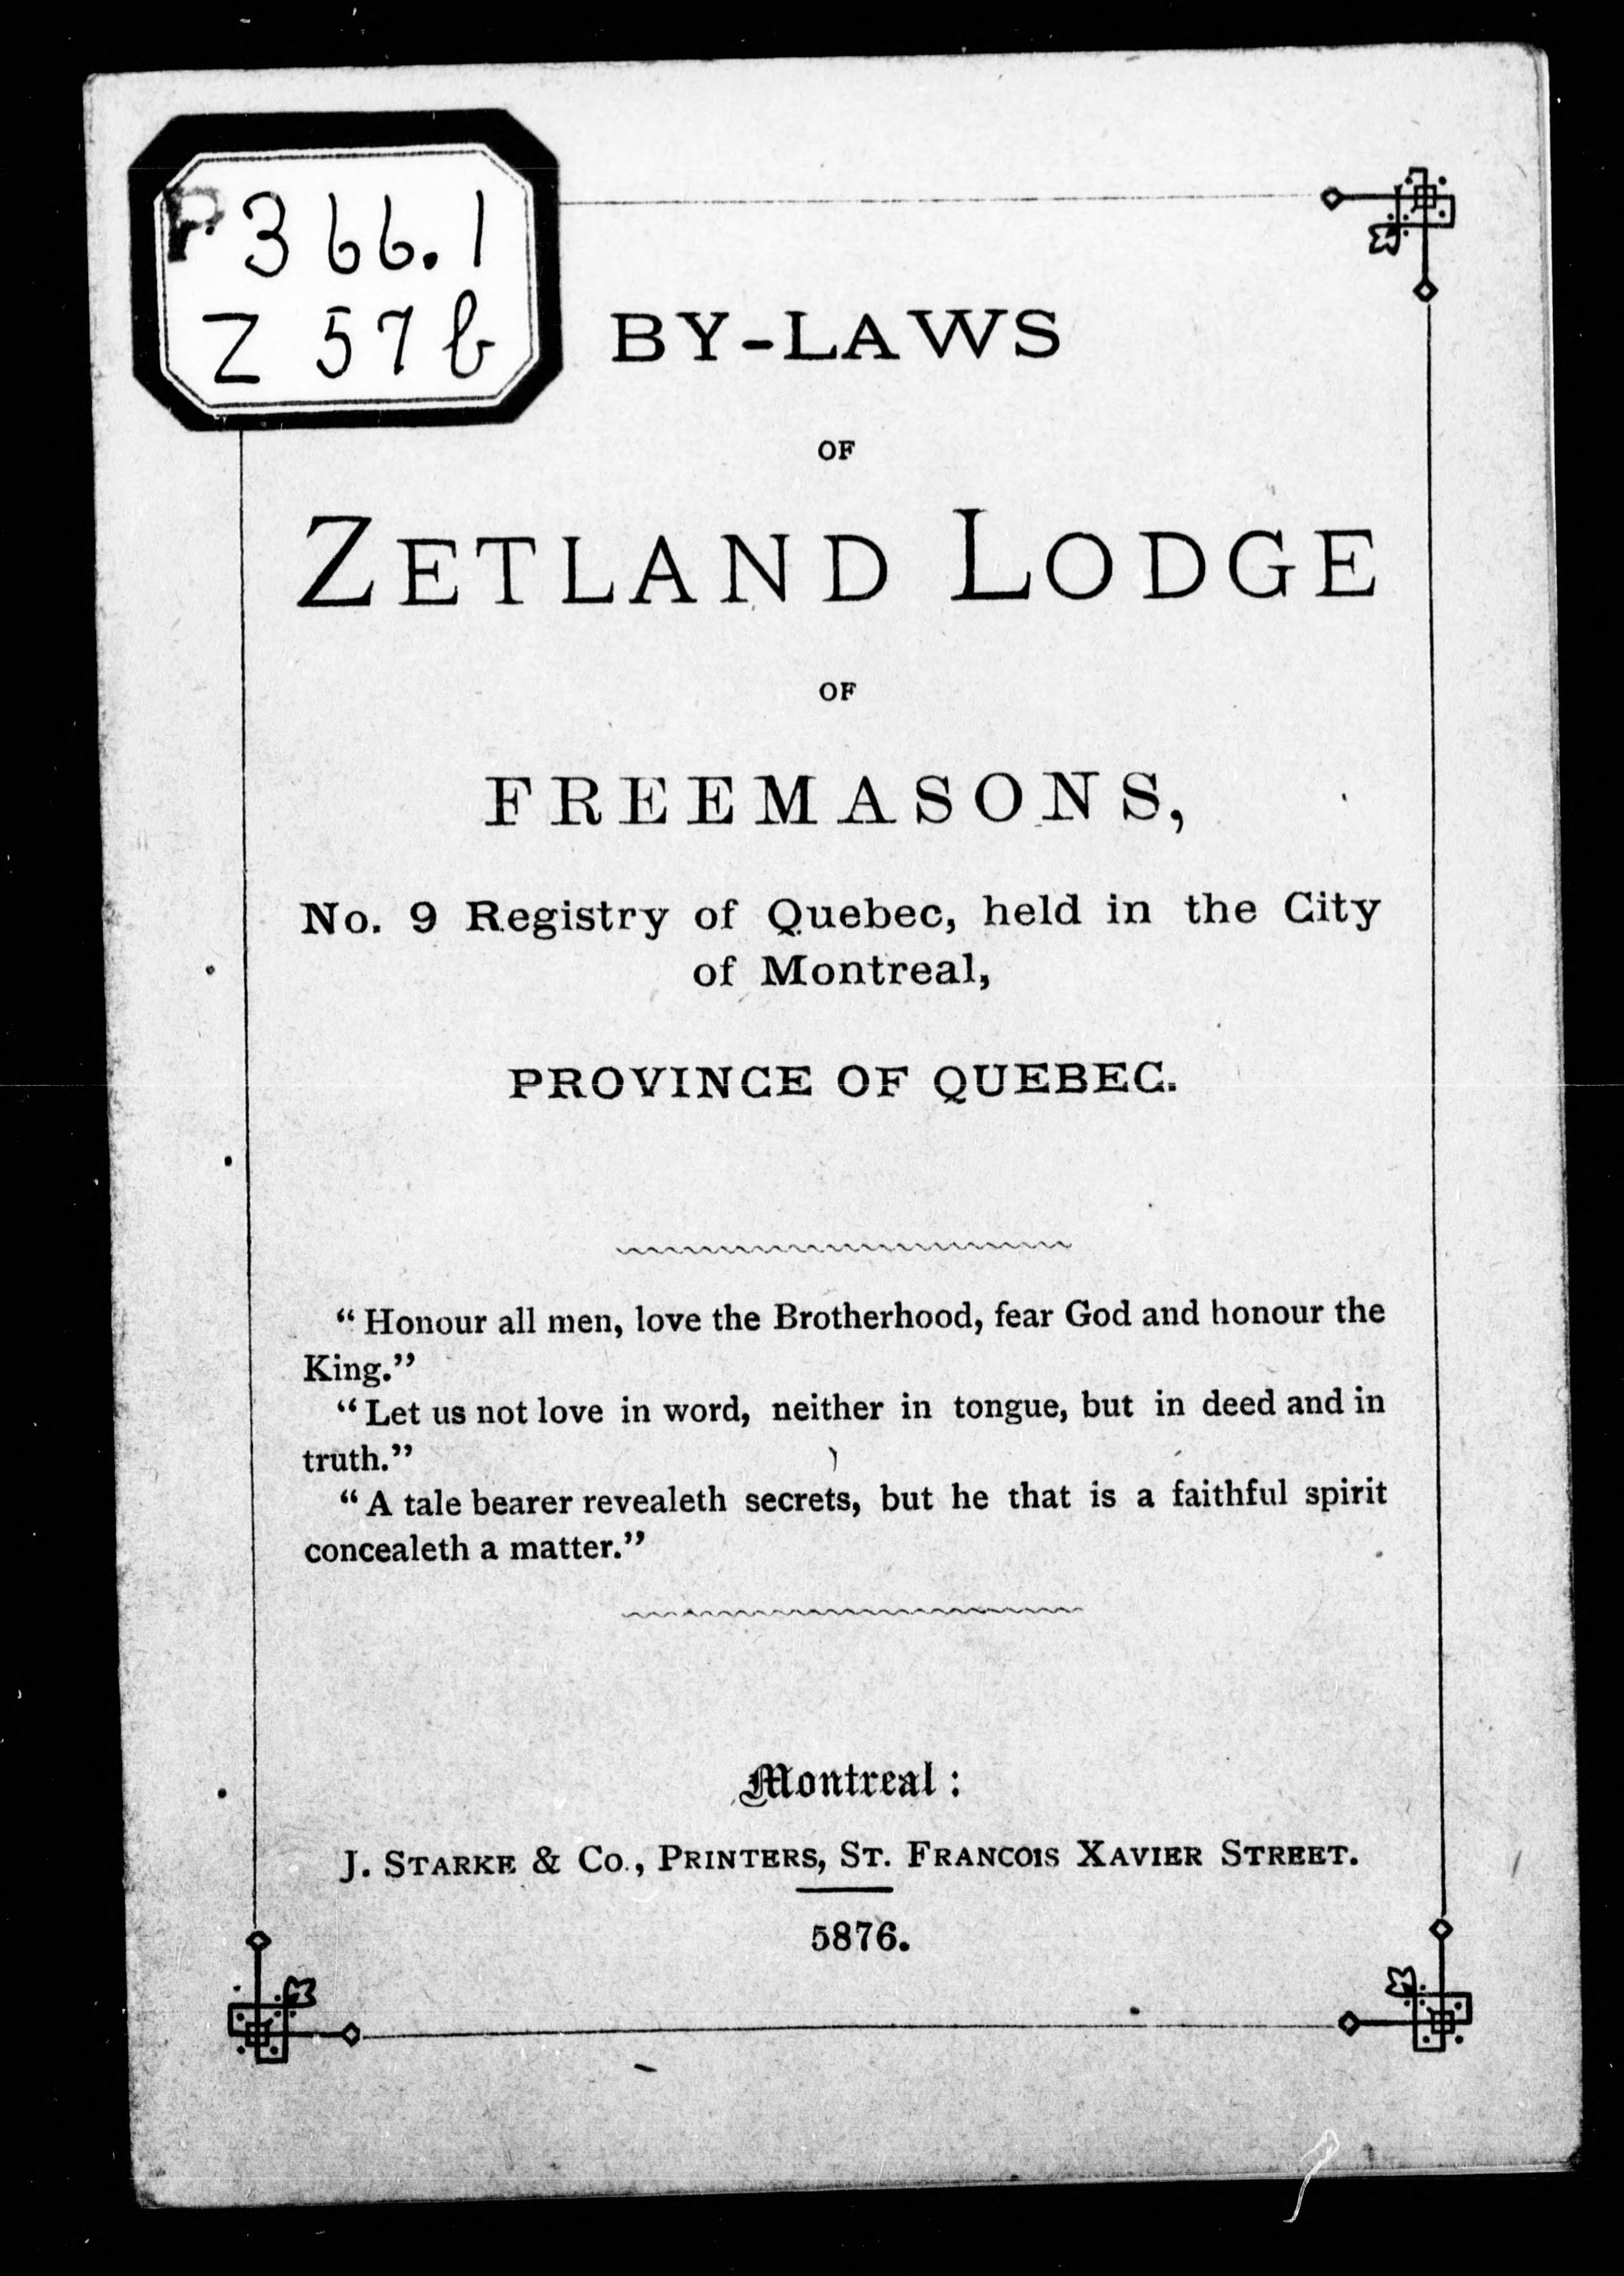 P 366.1
Z 57b
BY-LAWS
OF
ZETLAND LODGE
OF
FREEMASONS,
No. 9 Registry of Quebec, held in the City
of Montreal,
PROVINCE OF QUEBEC.
“Honour all men, love the Brotherhood, fear God and honour the
King.”
“Let us not love in word, neither in tongue, but in deed and in
truth.”
“A tale bearer revealeth secrets, but he that is a faithful spirit
concealeth a matter.”
Montreal:
J. STARKE & CO., PRINTERS, ST. FRANCOIS XAVIER STREET.
5876.